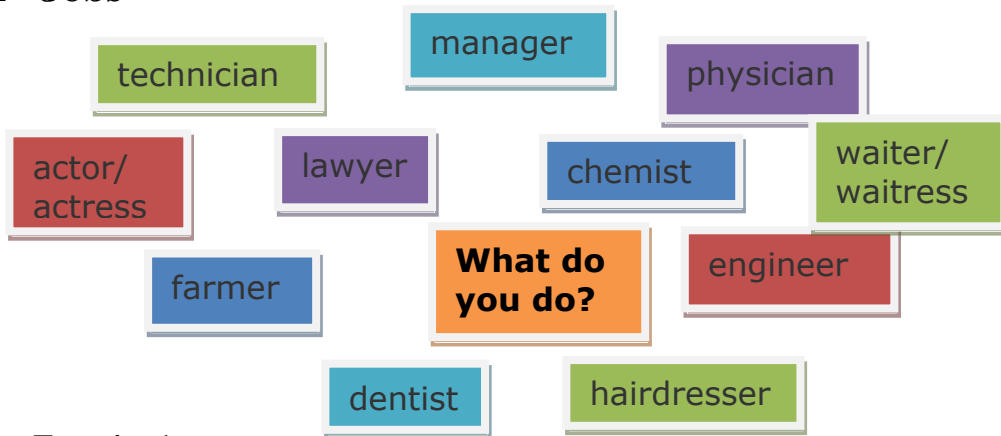 manager
technician
physician
actor/
actress
lawyer
chemist
waiter/
waitress
farmer
What do
you do?
engineer
dentist
hairdresser